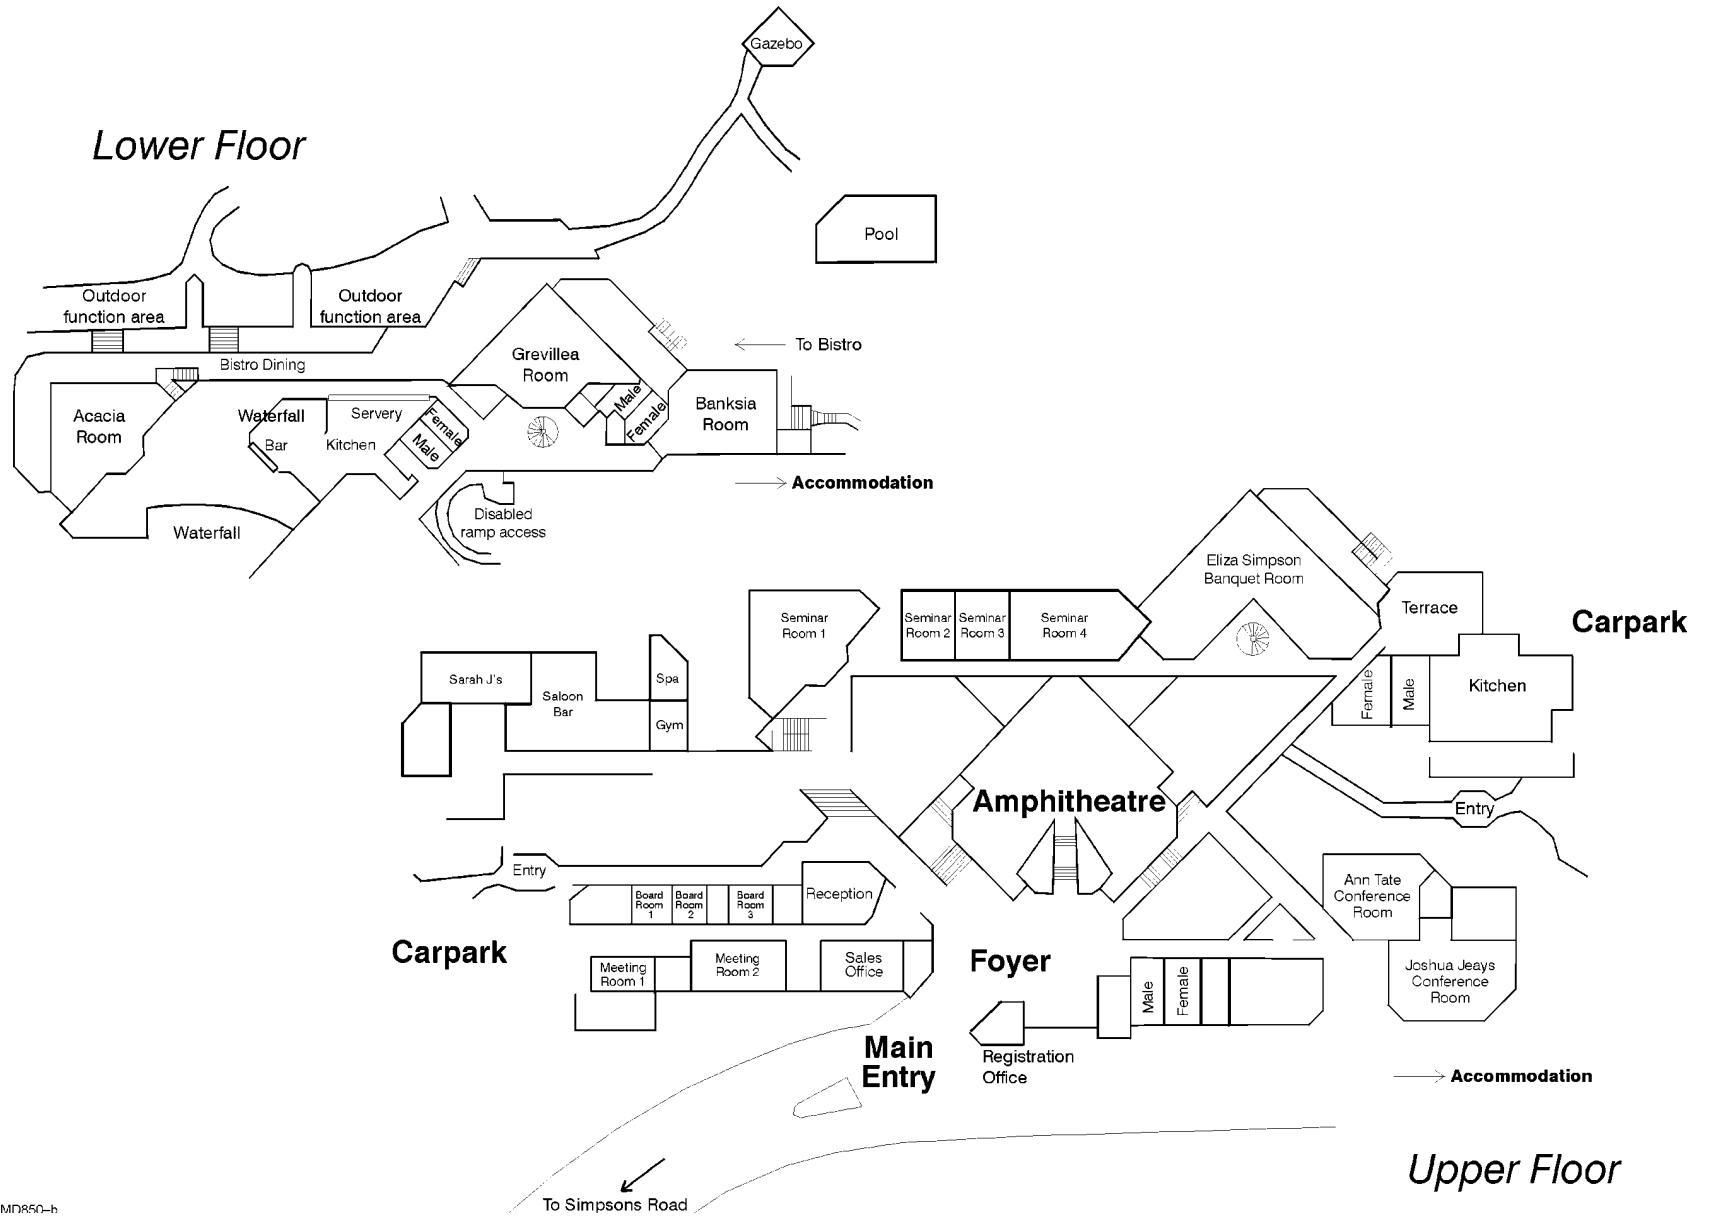 Gazebo
Lower Floor
Pool
Outdoor
function area
Outdoor
function area
To Bistro
Bistro Dining
Grevillea
Room
Male
Female
Banksia
Room
Acacia
Room
Waterfall
Bar
Servery
Kitchen
Female
Male
Accommodation
Waterfall
Disabled
ramp access
Eliza Simpson
Banquet Room
Terrace
Carpark
Seminar
Room 1
Seminar
Room 2
Seminar
Room 3
Seminar
Room 4
Sarah J's
Saloon
Bar
Spa
Gym
Female
Male
Kitchen
Amphitheatre
Entry
Entry
Board
Room
1
Board
Room
2
Board
Room
3
Reception
Ann Tate
Conference
Room
Carpark
Meeting
Room 1
Meeting
Room 2
Sales
Office
Foyer
Male
Female
Joshua Jeays
Conference
Room
Main
Entry
Registration
Office
Accommodation
Upper Floor
To Simpsons Road
MD850-b